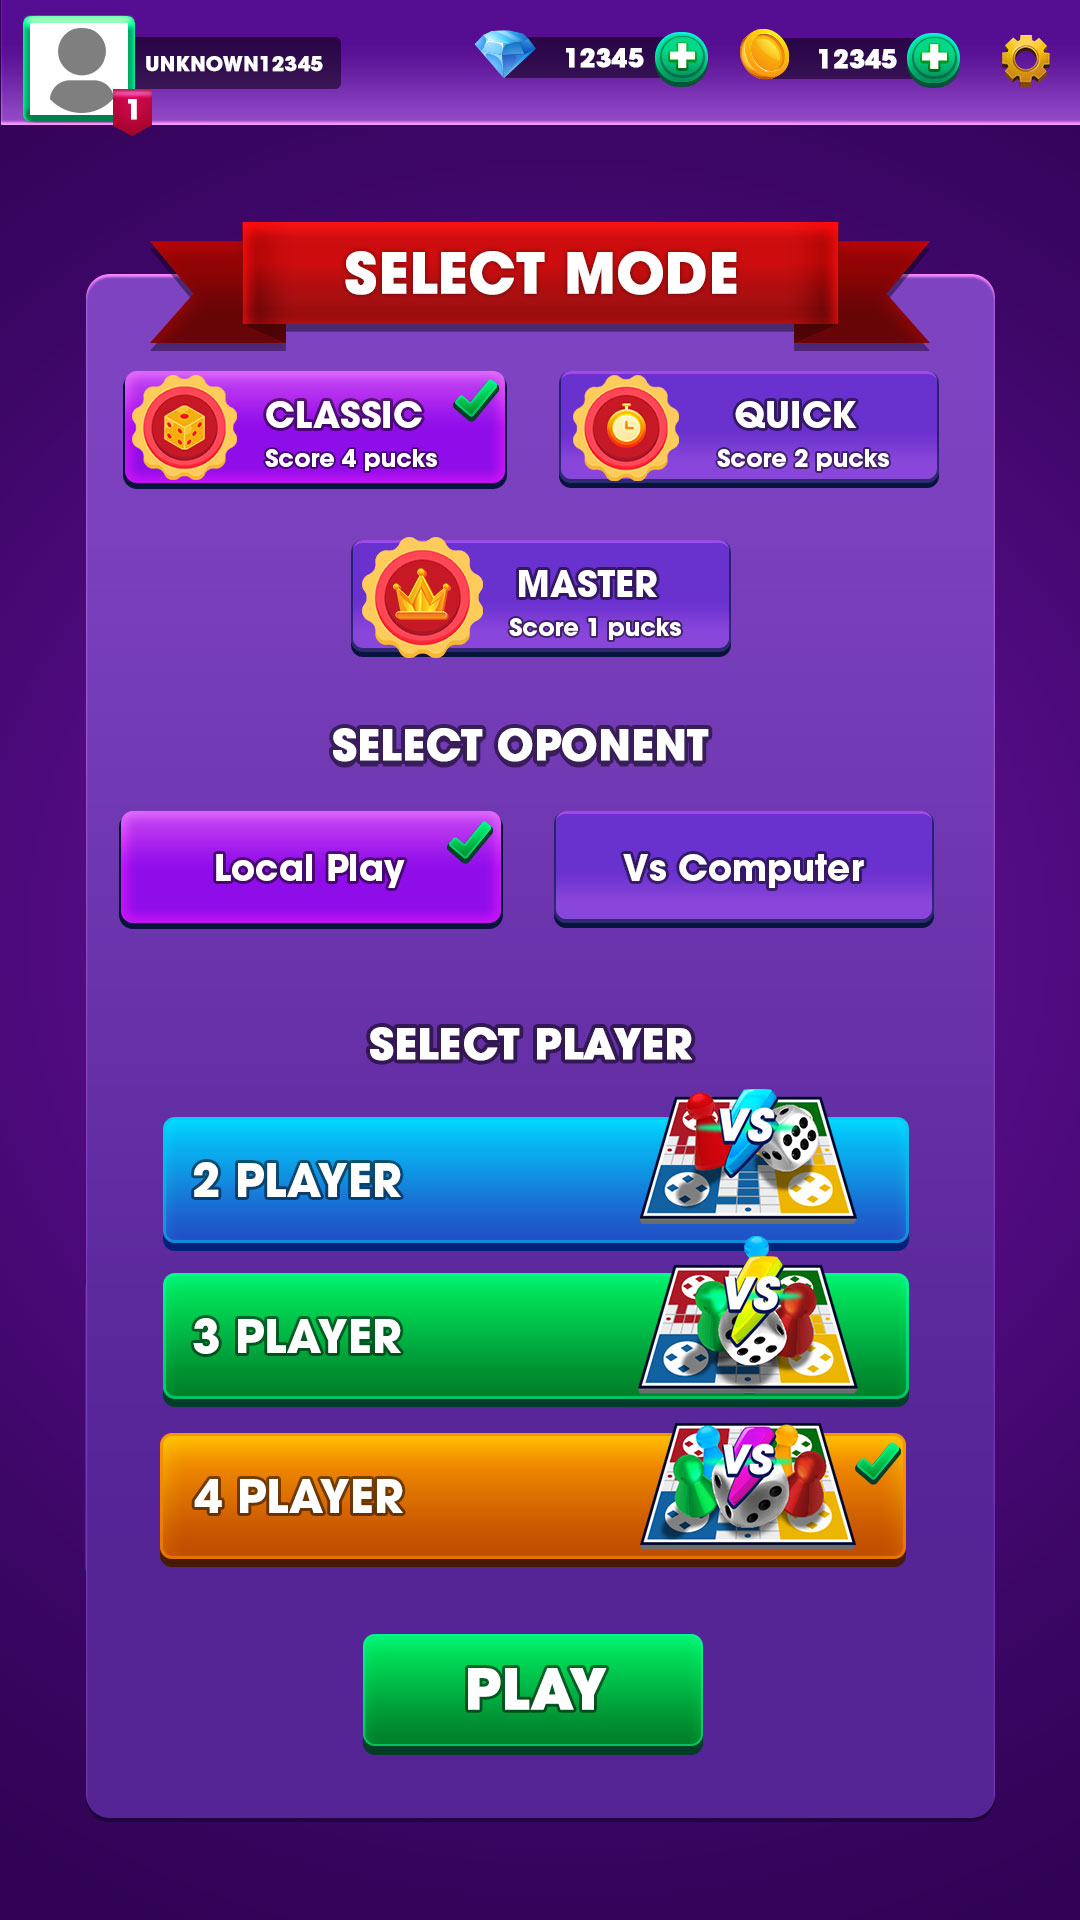 UNKNOWN12345
12345
12345
1
SELECT MODE
CLASSIC
Score 4 pucks
QUICK
Score 2 pucks
MASTER
Score 1 pucks
SELECT OPONENT
Local Play
Vs Computer
SELECT PLAYER
2 PLAYER
VS
3 PLAYER
VS
4 PLAYER
VS
PLAY